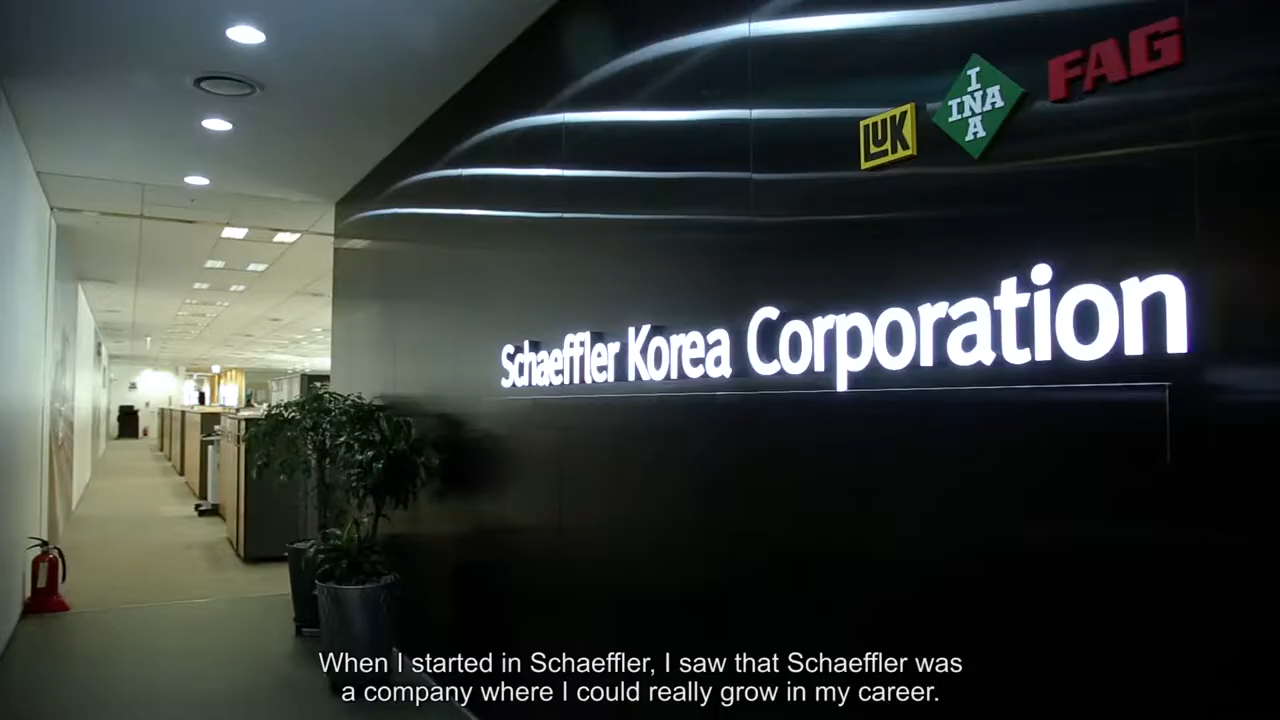 LUK
I
INA
A
FAG
Schaeffler Korea Corporation
When I started in Schaeffler, I saw that Schaeffler was
a company where I could really grow in my career.